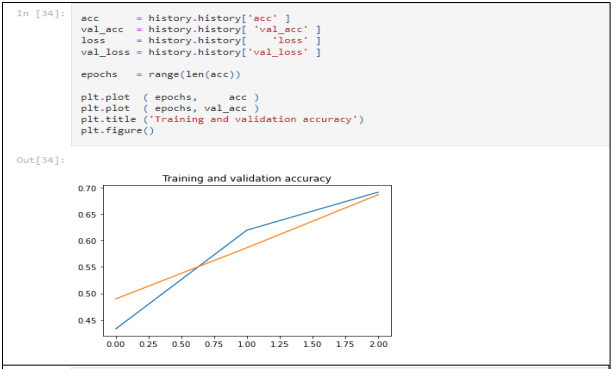 In [34]:
acc      = history.history['acc' ]
val_acc  = history.history[ 'val_acc' ]
loss     = history.history[    'loss' ]
val_loss = history.history['val_loss' ]
epochs   = range(len(acc))
plt.plot  ( epochs,     acc )
plt.plot  ( epochs, val_acc )
plt.title ('Training and validation accuracy')
plt.figure()
Out[34]:
Training and validation accuracy
0.70
0.65
0.60
0.55
0.50
0.45
0.00 0.25 0.50 0.75 1.00 1.25 1.50 1.75 2.00